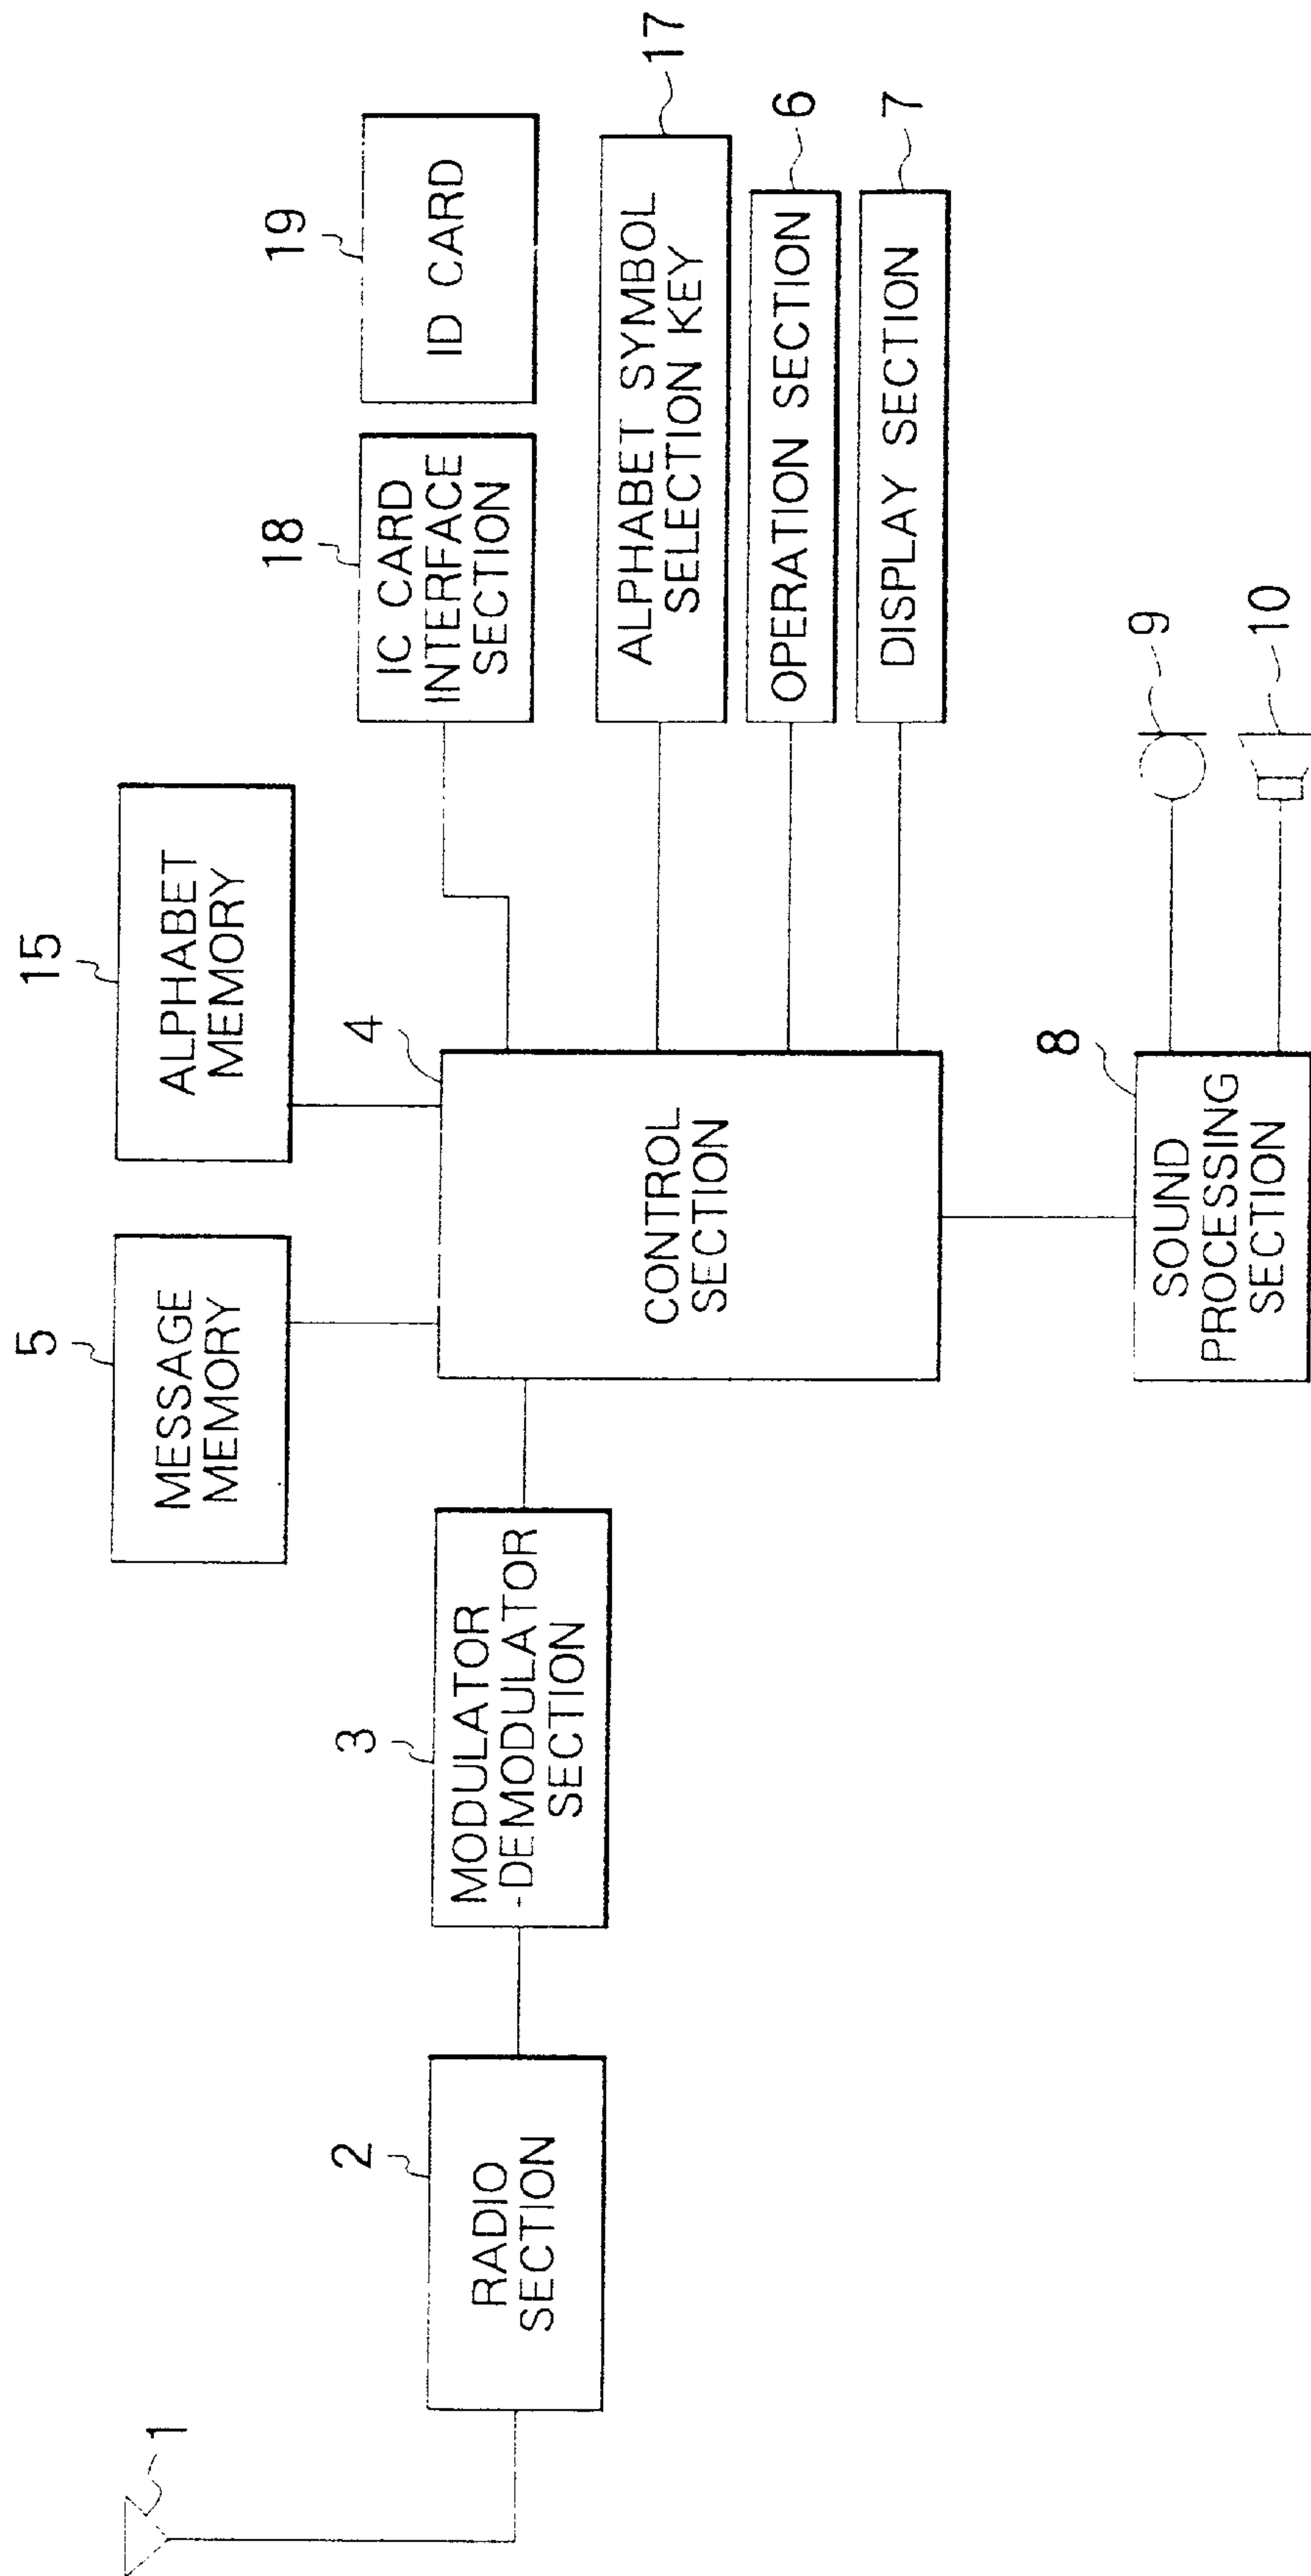 1
2
RADIO
SECTION
3
MODULATOR
-DEMODULATOR
SECTION
5
MESSAGE
MEMORY
15
ALPHABET
MEMORY
4
CONTROL
SECTION
18
IC CARD
INTERFACE
SECTION
19
ID CARD
ALPHABET SYMBOL
SELECTION KEY
17
OPERATION SECTION
6
DISPLAY SECTION
7
8
SOUND
PROCESSING
SECTION
9
10